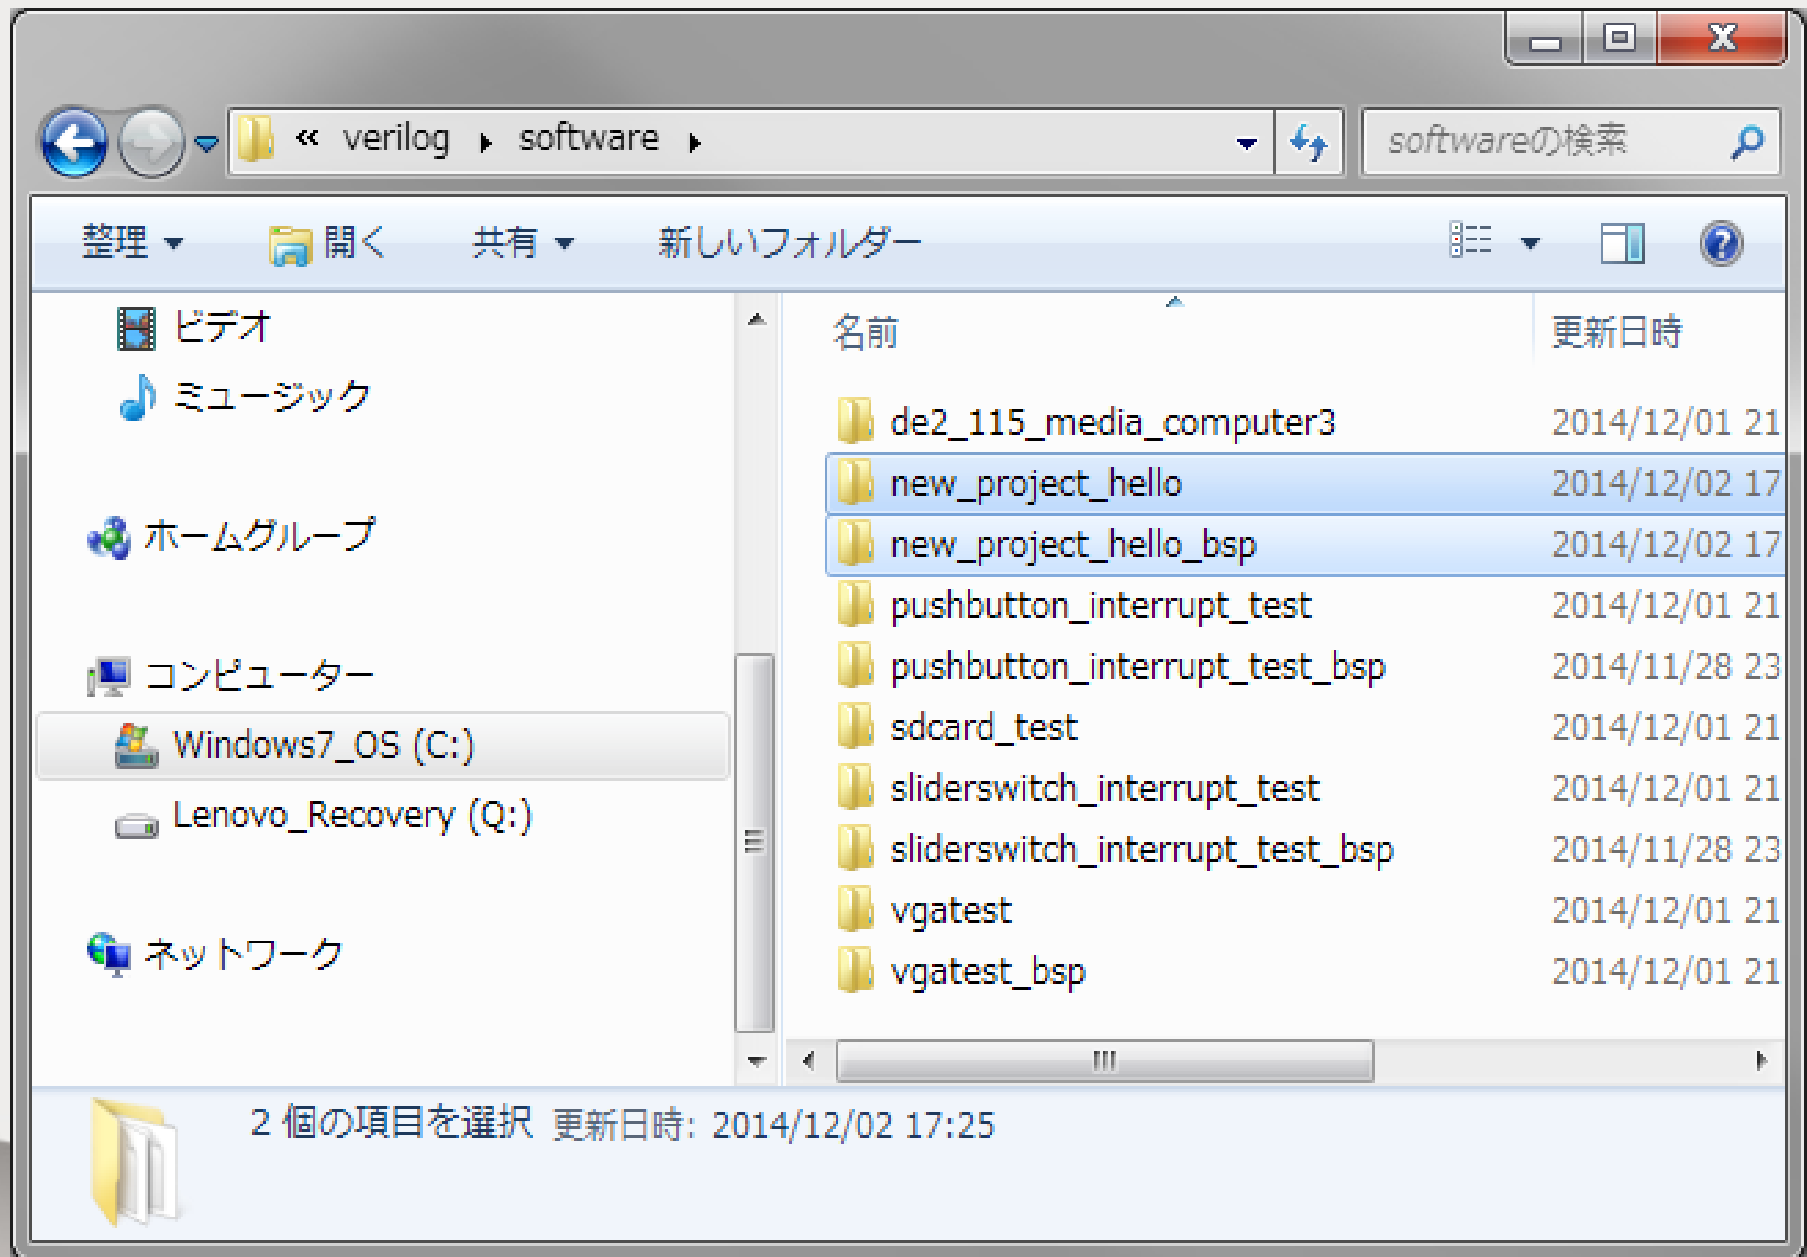 « verilog ▸ software ▸
softwareの検索
整理 開く 共有 新しいフォルダー
ビデオ
ミュージック
ホームグループ
コンピューター
Windows7_OS (C:)
Lenovo_Recovery (Q:)
ネットワーク
名前 更新日時
de2_115_media_computer3 2014/12/01 21
new_project_hello 2014/12/02 17
new_project_hello_bsp 2014/12/02 17
pushbutton_interrupt_test 2014/12/01 21
pushbutton_interrupt_test_bsp 2014/11/28 23
sdcard_test 2014/12/01 21
sliderswitch_interrupt_test 2014/12/01 21
sliderswitch_interrupt_test_bsp 2014/11/28 23
vgatest 2014/12/01 21
vgatest_bsp 2014/12/01 21
2 個の項目を選択 更新日時: 2014/12/02 17:25